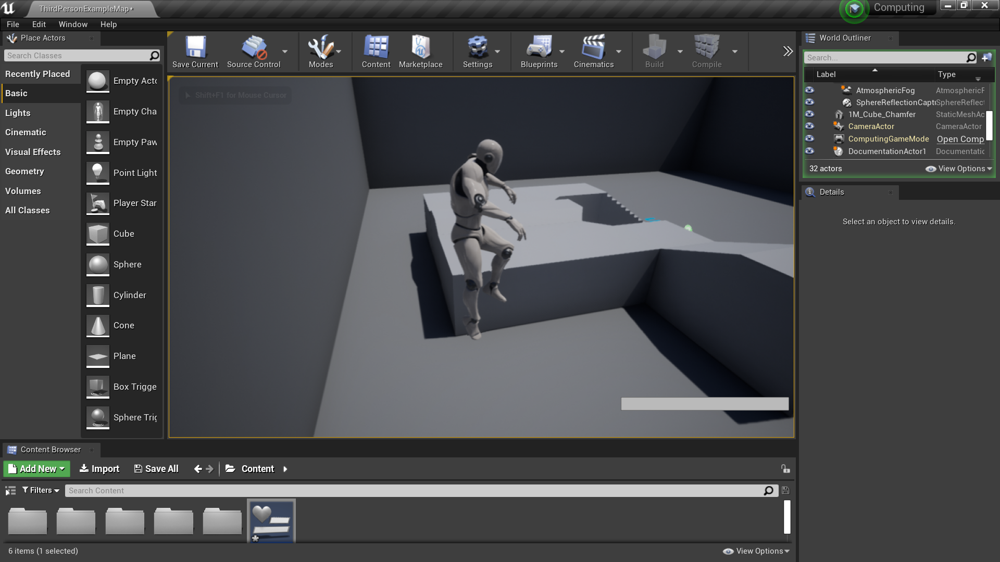 ThirdPersonExampleMap*
Computing
File Edit Window Help
Place Actors
Search Classes
Recently Placed
Basic
Lights
Cinematic
Visual Effects
Geometry
Volumes
All Classes
Empty Acto
Empty Cha
Empty Paw
Point Light
Player Star
Cube
Sphere
Cylinder
Cone
Plane
Box Trigge
Sphere Trig
Save Current
Source Control
Modes
Content
Marketplace
Settings
Blueprints
Cinematics
Build
Compile
Shift+F1 for Mouse Cursor
World Outliner
Search...
Label Type
AtmosphericFog AtmosphericF
SphereReflectionCaptu SphereReflect
1M_Cube_Chamfer StaticMeshAc
CameraActor CameraActor
ComputingGameMode Open Comp
DocumentationActor1 Documentatic
32 actors View Options
Details
Select an object to view details.
Content Browser
Add New Import Save All Content
Filters Search Content
6 items (1 selected) View Options